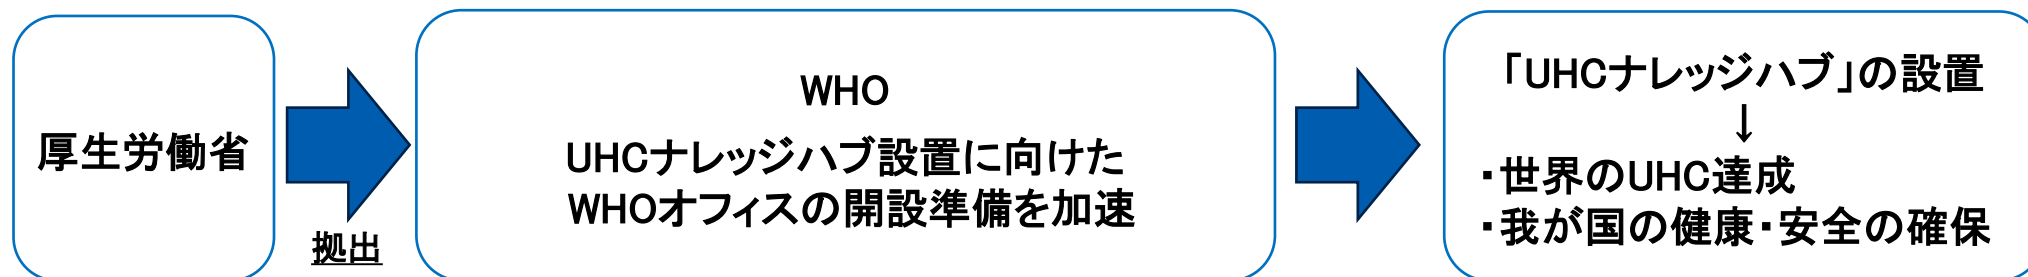 厚生労働省
拠出
WHO
UHCナレッジハブ設置に向けた
WHOオフィスの開設準備を加速
「UHCナレッジハブ」の設置
↓
・世界のUHC達成
・我が国の健康・安全の確保